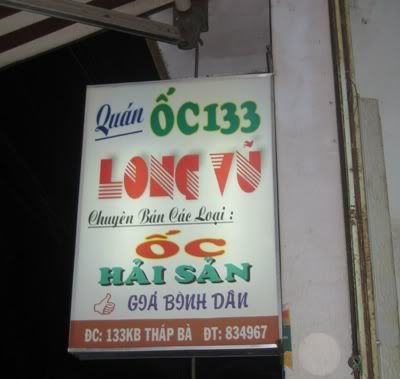 Quán ỐC133
LONG VŨ
Chuyên Bán Các Loại :
ỐC
HẢI SẢN
GIÁ BÌNH DÂN
ĐC: 133KB THÁP BÀ ĐT: 834967